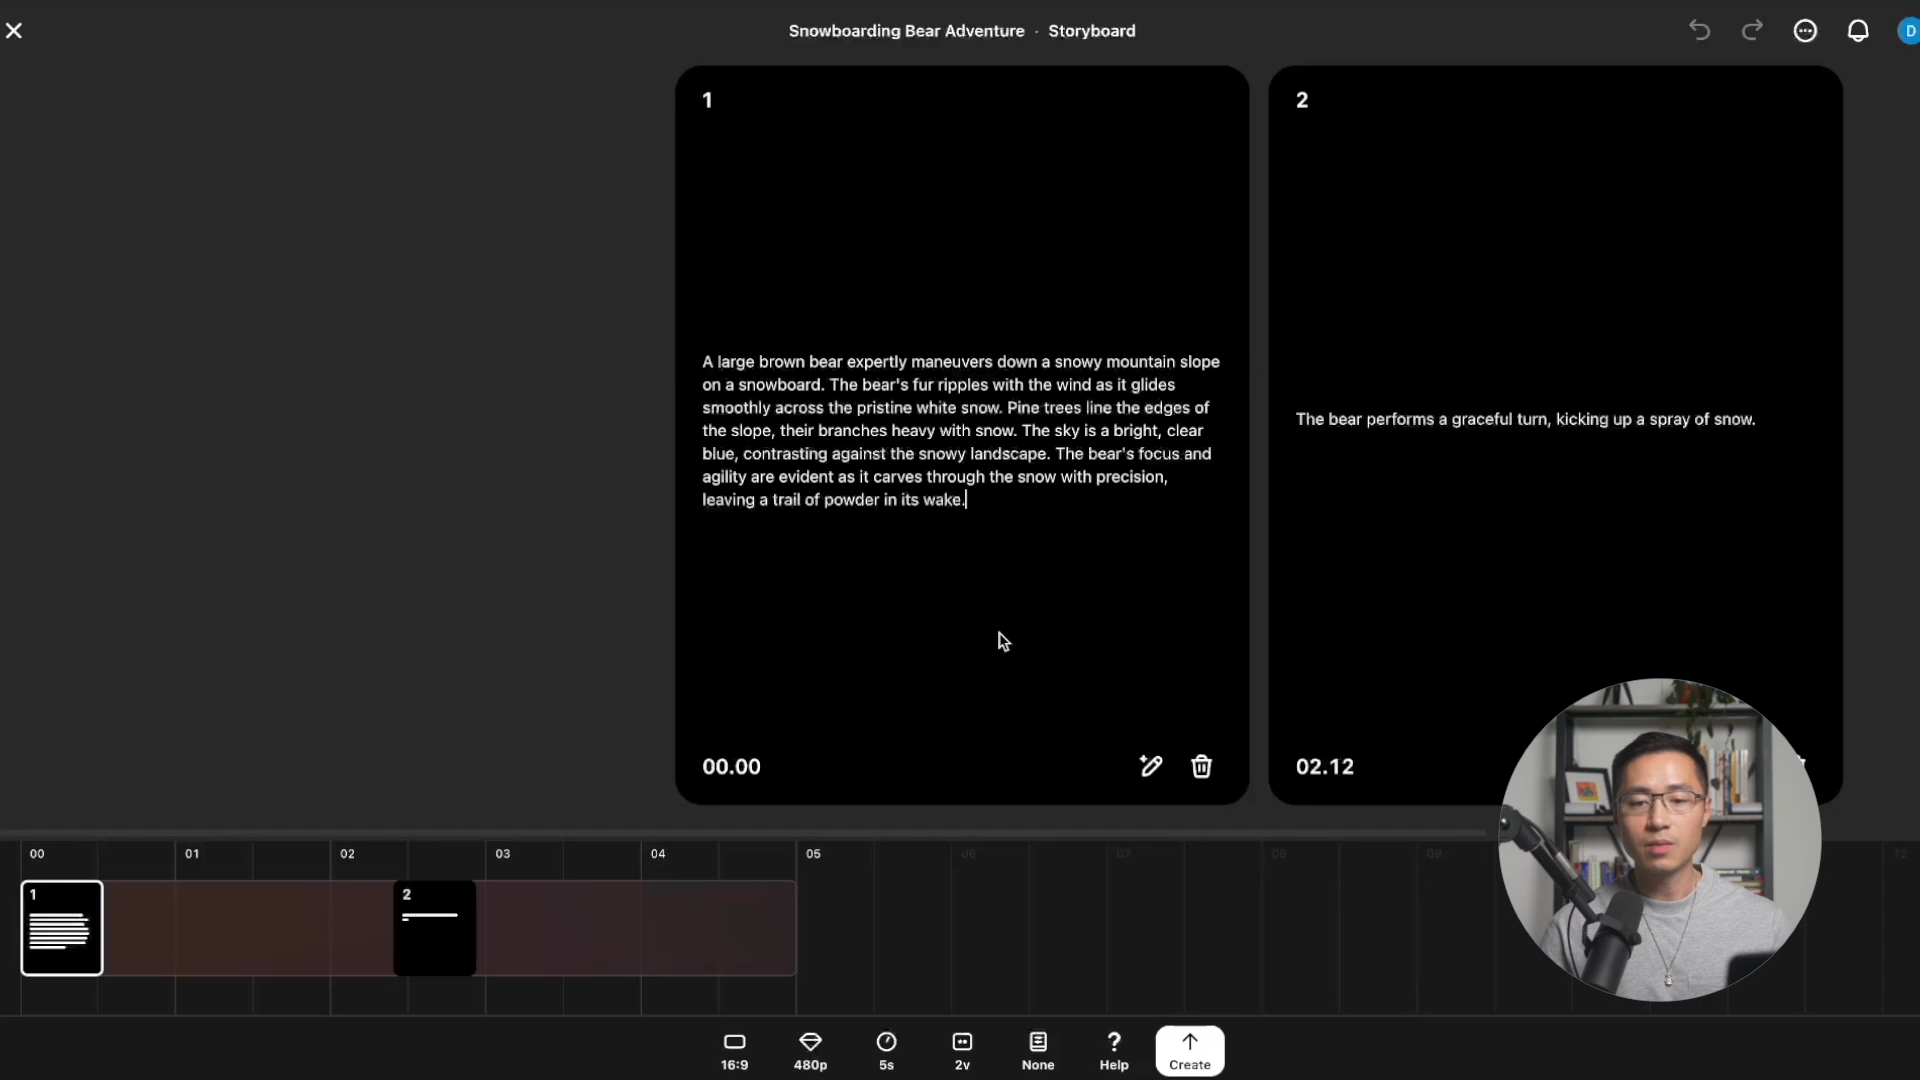 Snowboarding Bear Adventure · Storyboard
D
1
2
A large brown bear expertly maneuvers down a snowy mountain slope
on a snowboard. The bear's fur ripples with the wind as it glides
smoothly across the pristine white snow. Pine trees line the edges of
the slope, their branches heavy with snow. The sky is a bright, clear
blue, contrasting against the snowy landscape. The bear's focus and
agility are evident as it carves through the snow with precision,
leaving a trail of powder in its wake.
The bear performs a graceful turn, kicking up a spray of snow.
00.00
02.12
00 01 02 03 04 05 06 07 08 09 12
1
2
16:9 480p 5s 2v None Help Create